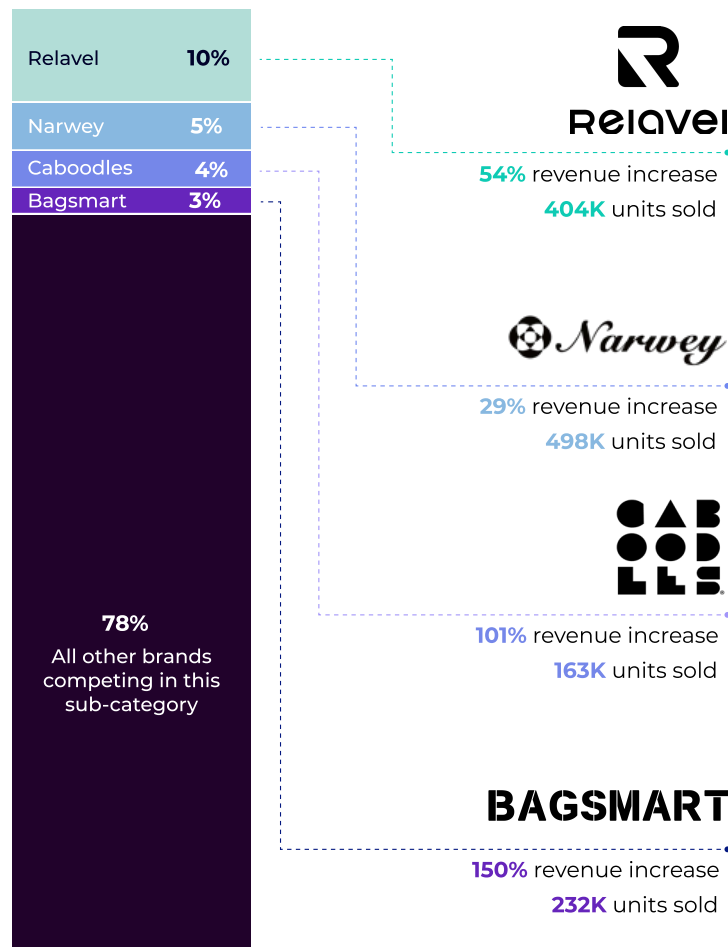 Relavel 10%
Narwey 5%
Caboodles 4%
Bagsmart 3%
78%
All other brands
competing in this
sub-category
Relavel
54% revenue increase
404K units sold
Narwey
29% revenue increase
498K units sold
CAB
OOD
LES
101% revenue increase
163K units sold
BAGSMART
150% revenue increase
232K units sold